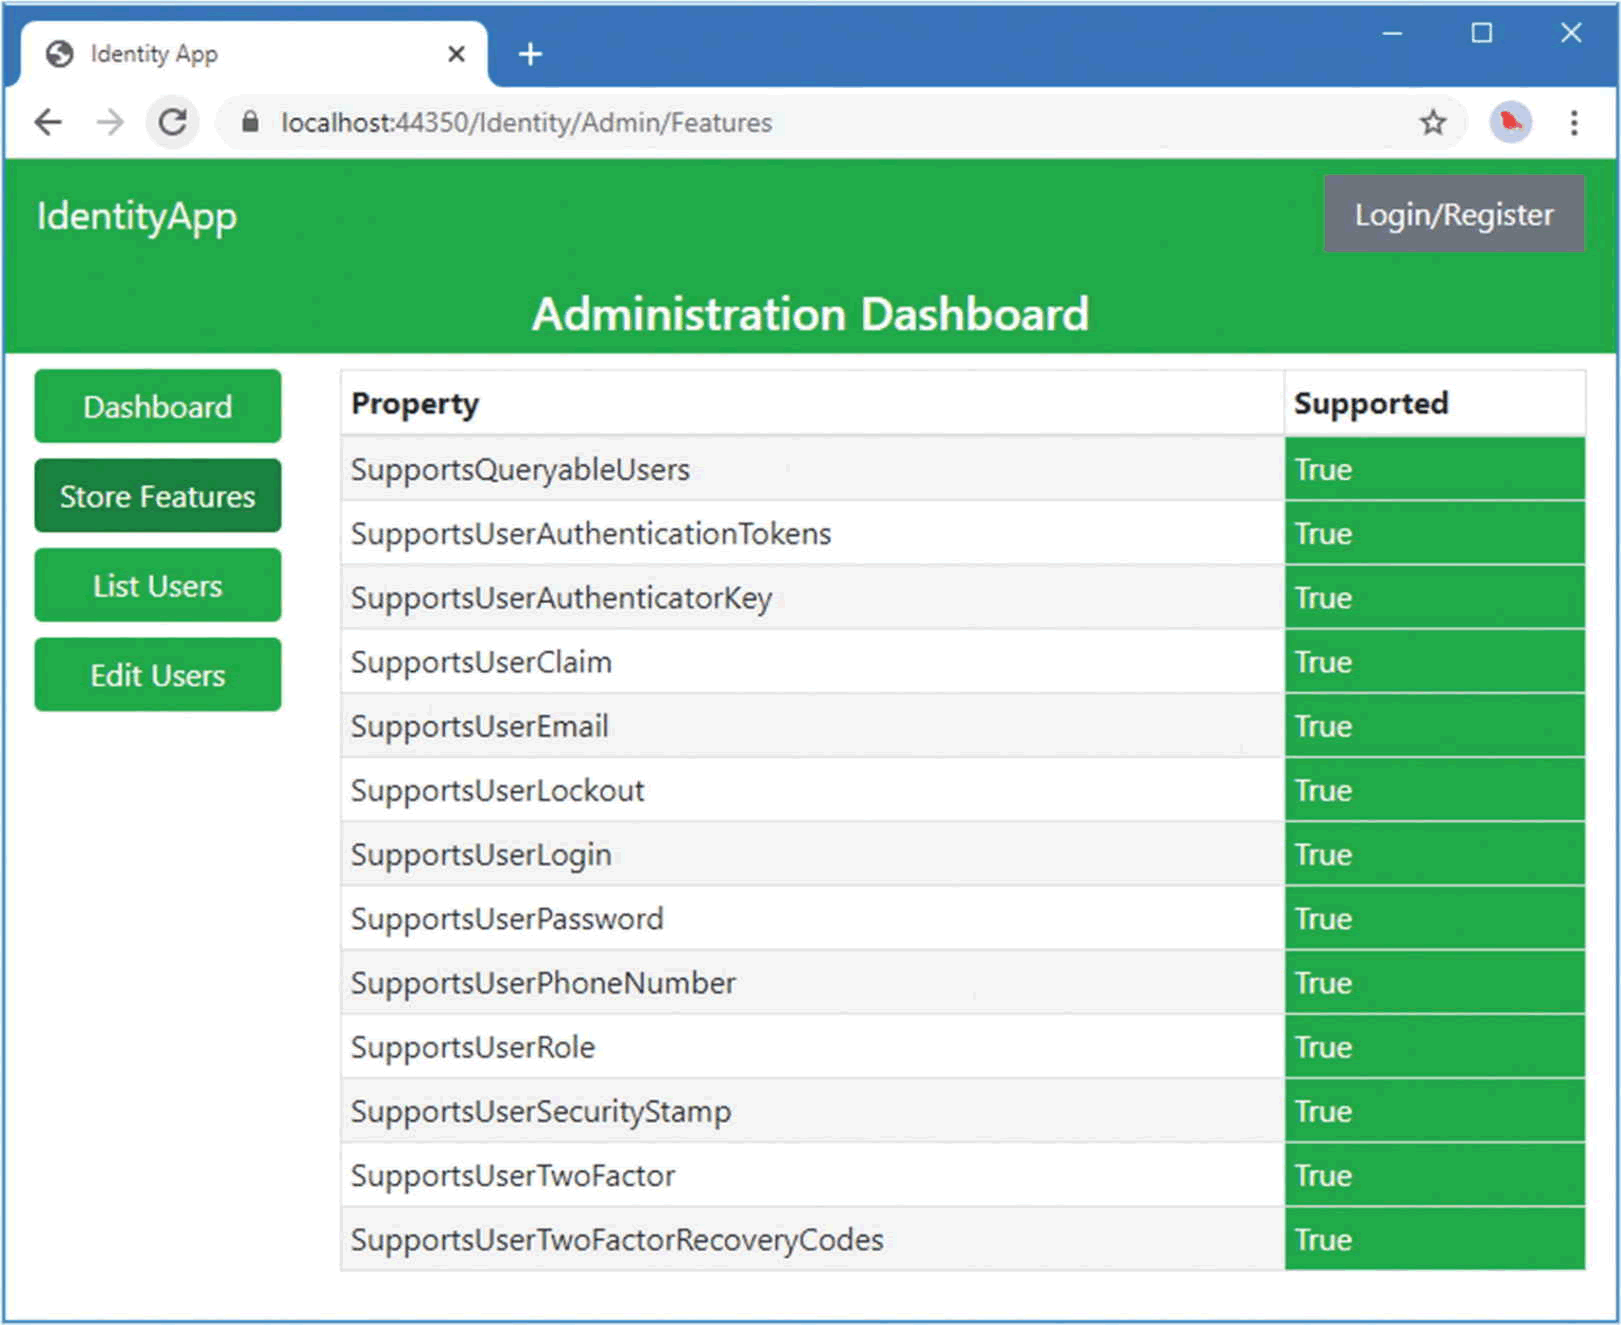 Identity App
localhost:44350/Identity/Admin/Features
IdentityApp
Login/Register
Administration Dashboard
Dashboard
Store Features
List Users
Edit Users
Property Supported
SupportsQueryableUsers True
SupportsUserAuthenticationTokens True
SupportsUserAuthenticatorKey True
SupportsUserClaim True
SupportsUserEmail True
SupportsUserLockout True
SupportsUserLogin True
SupportsUserPassword True
SupportsUserPhoneNumber True
SupportsUserRole True
SupportsUserSecurityStamp True
SupportsUserTwoFactor True
SupportsUserTwoFactorRecoveryCodes True